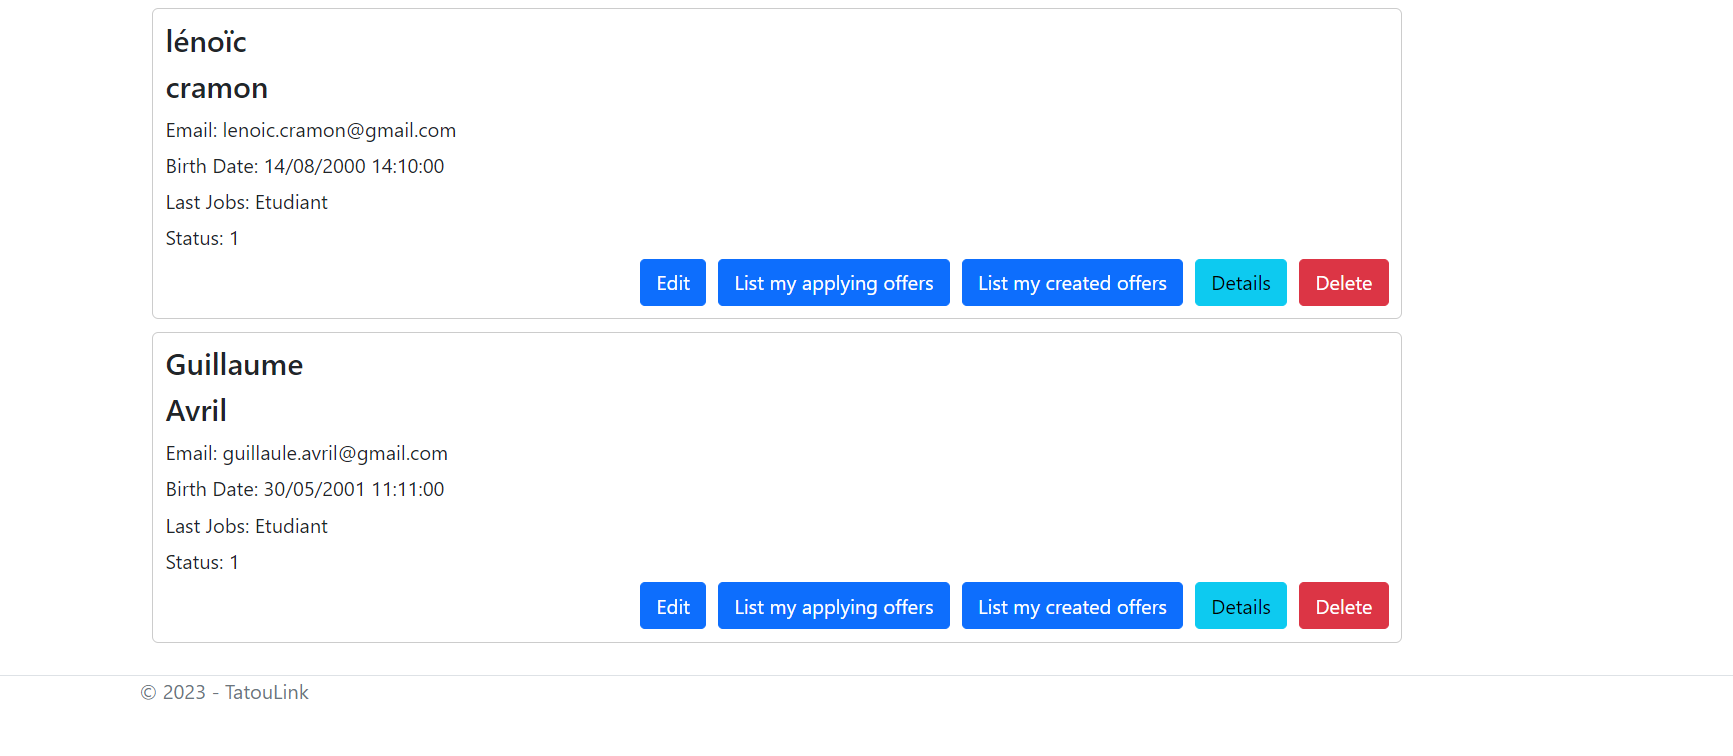 lénoïc
cramon
Email: lenoic.cramon@gmail.com
Birth Date: 14/08/2000 14:10:00
Last Jobs: Etudiant
Status: 1
Edit List my applying offers List my created offers Details Delete
Guillaume
Avril
Email: guillaule.avril@gmail.com
Birth Date: 30/05/2001 11:11:00
Last Jobs: Etudiant
Status: 1
Edit List my applying offers List my created offers Details Delete
© 2023 - TatouLink